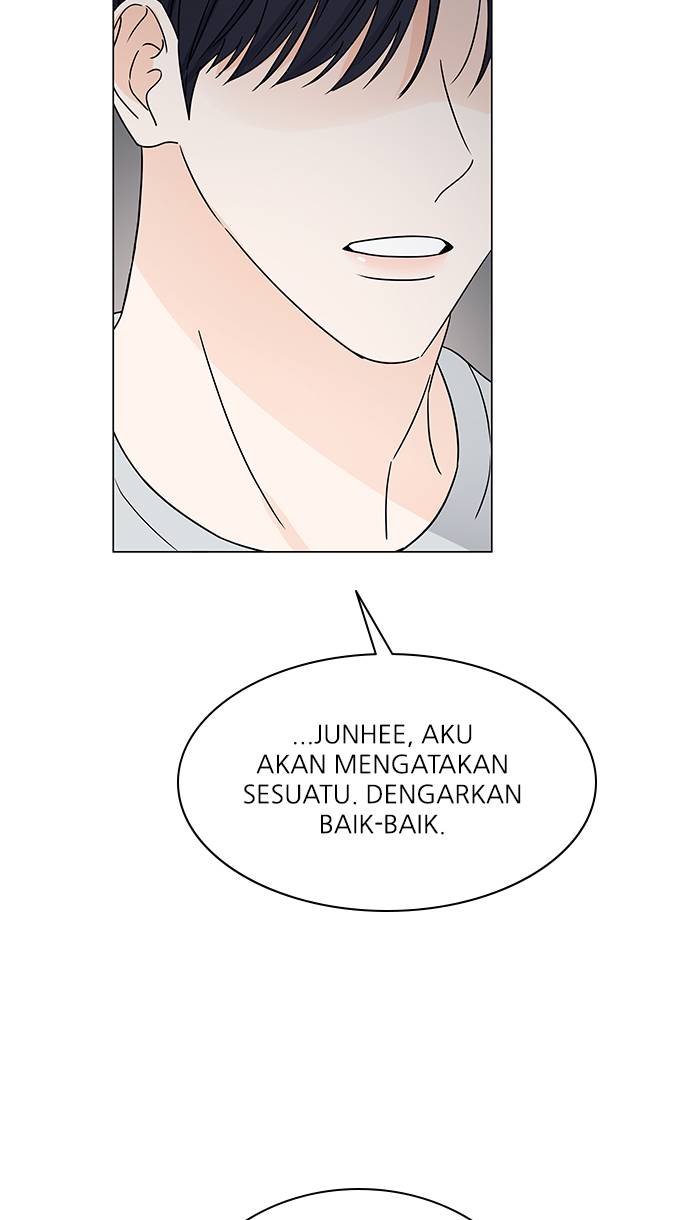 ...JUNHEE, AKU
AKAN MENGATAKAN
SESUATU. DENGARKAN
BAIK-BAIK.